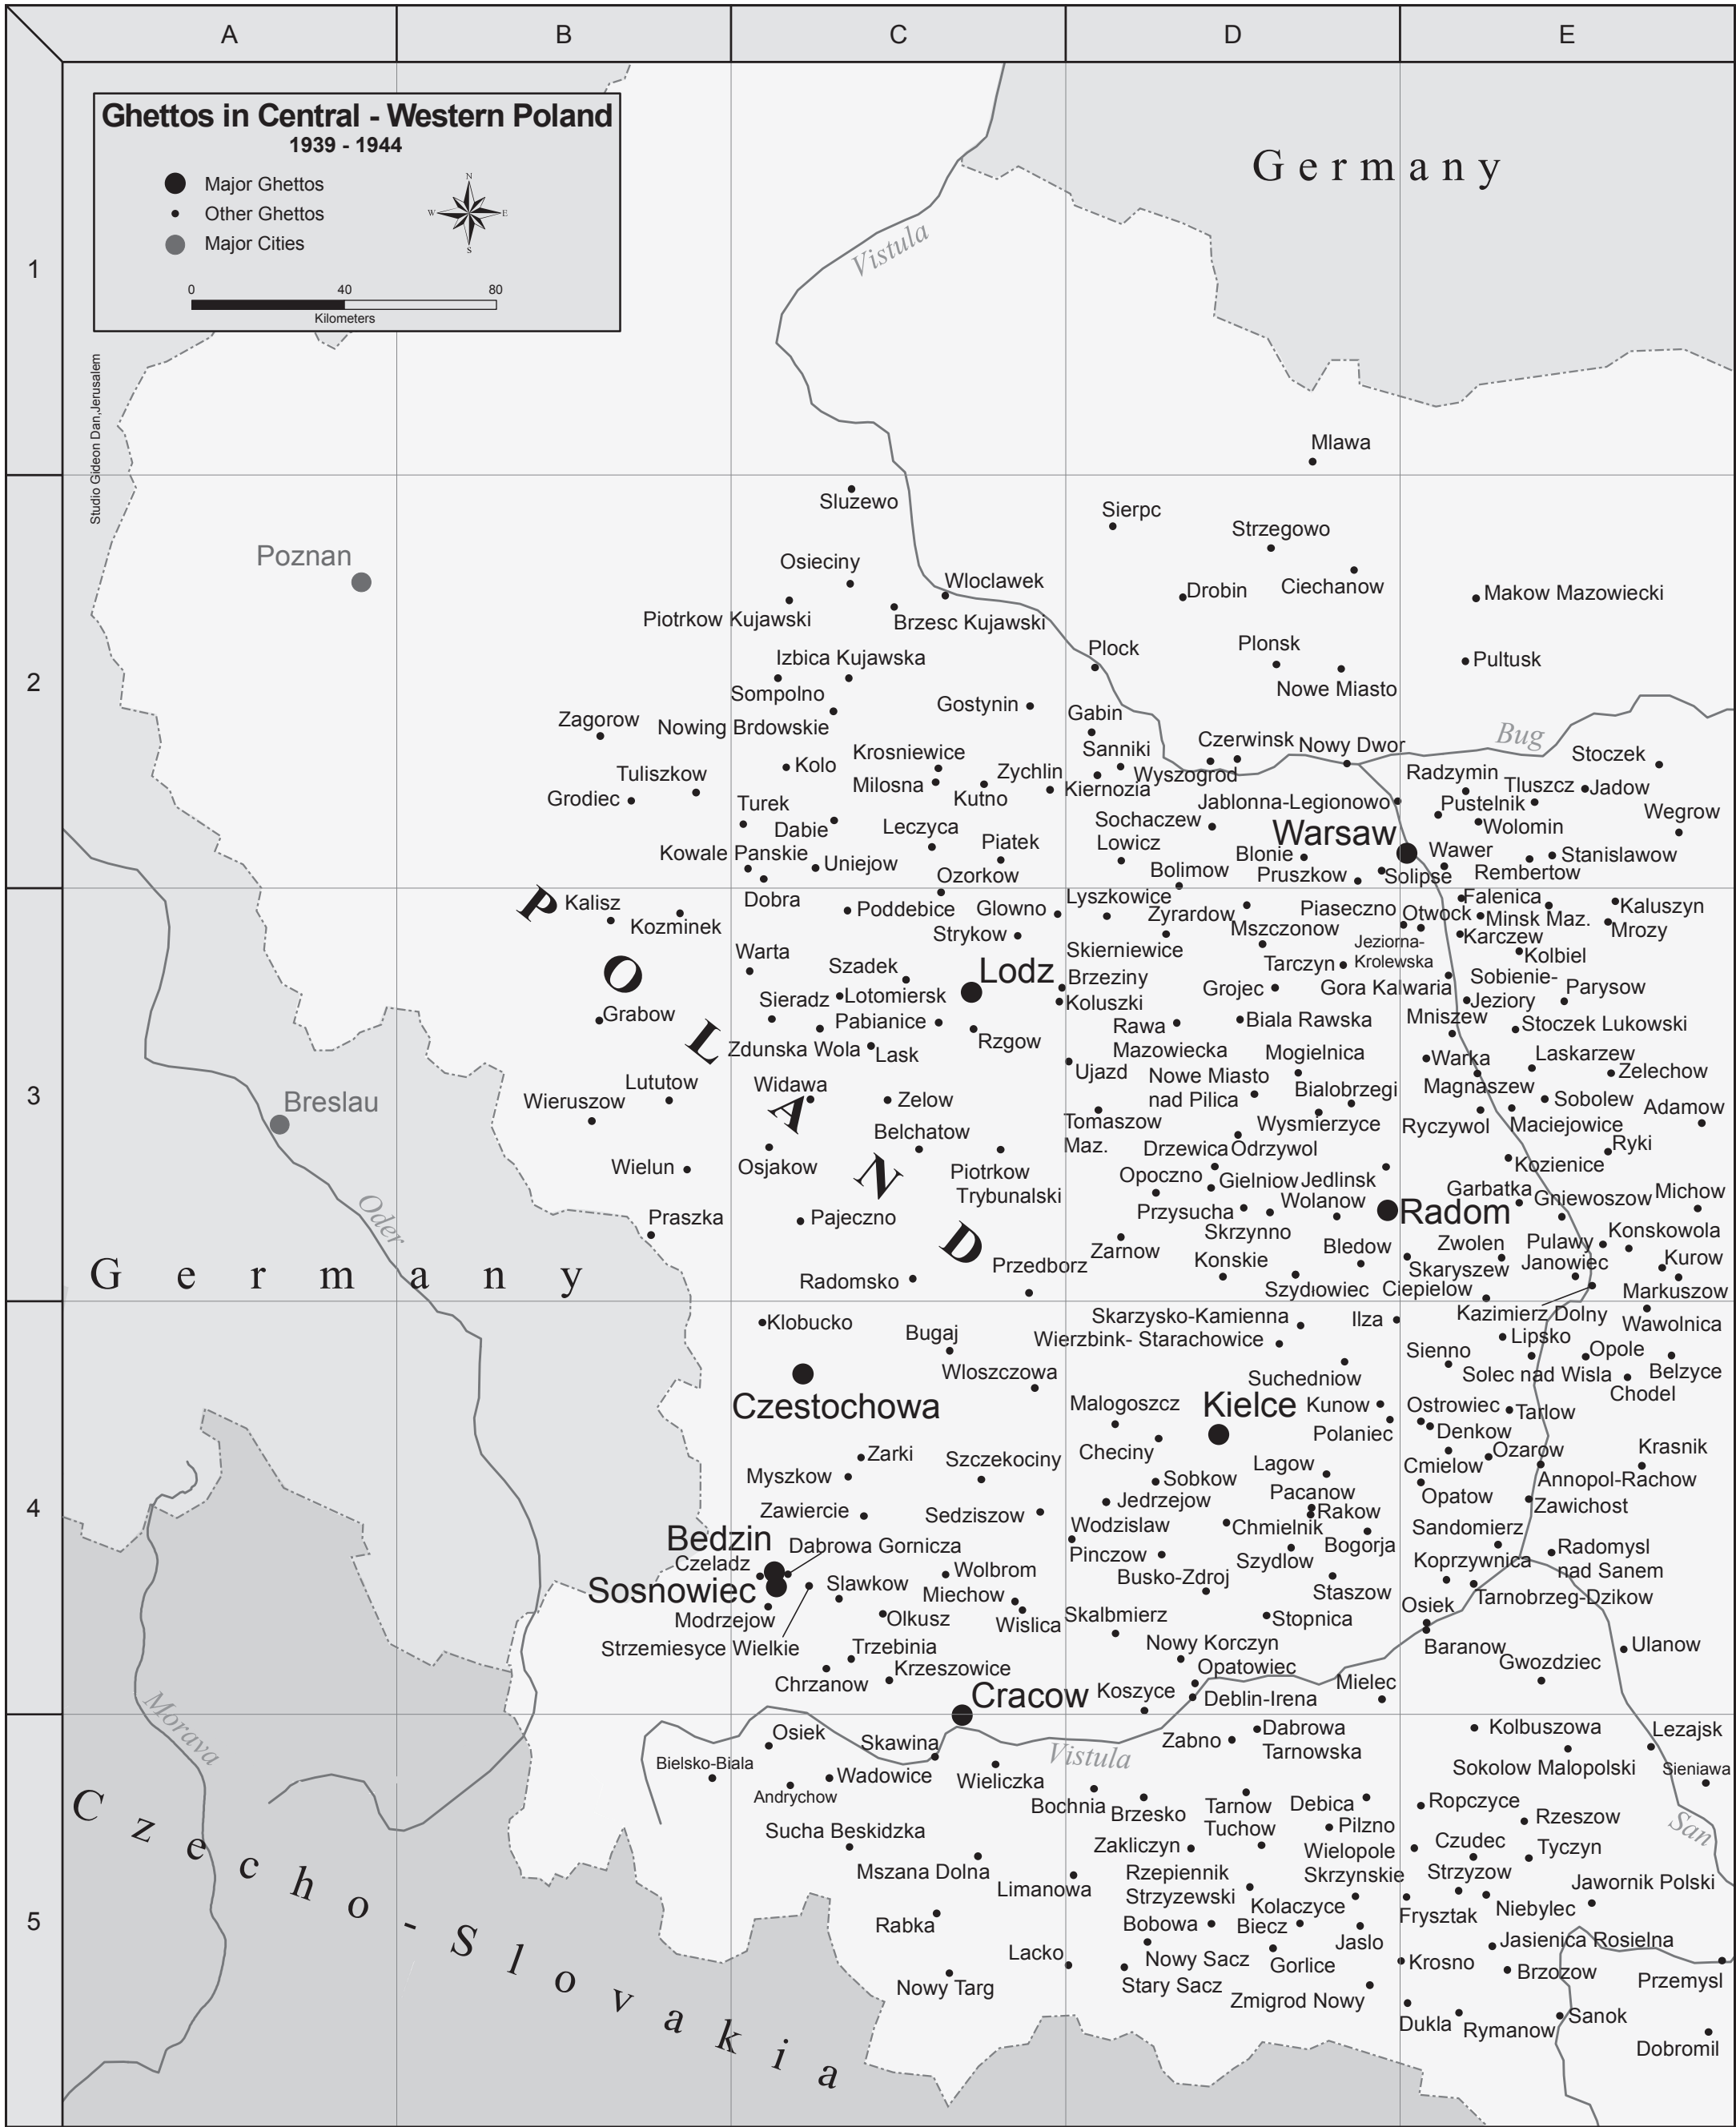 A
B
C
D
E
1
2
3
4
5
Ghettos in Central - Western Poland
1939 - 1944
Major Ghettos
Other Ghettos
Major Cities
N
W
E
S
0
40
80
Kilometers
Studio Gideon Dan,Jerusalem
Germany
Vistula
Mlawa
Sluzewo
Sierpc
Strzegowo
Poznan
Osieciny
Wloclawek
Ciechanow
Drobin
Makow Mazowiecki
Piotrkow Kujawski
Brzesc Kujawski
Plock
Plonsk
Izbica Kujawska
Pultusk
Sompolno
Nowe Miasto
Gostynin
Gabin
Zagorow
Nowing Brdowskie
Bug
Sanniki
Czerwinsk
Nowy Dwor
Krosniewice
Stoczek
Kolo
Tuliszkow
Milosna
Zychlin
Wyszogrod
Radzymin
Kiernozia
Tluszcz
Jadow
Grodiec
Kutno
Turek
Jablonna-Legionowo
Pustelnik
Wegrow
Dabie
Leczyca
Sochaczew
Warsaw
Wolomin
Piatek
Lowicz
Kowale Panskie
Uniejow
Blonie
Wawer
Stanislawow
Bolimow
Pruszkow
Solipse
Rembertow
Ozorkow
Dobra
Lyszkowice
Falenica
Kalisz
Poddebice
Glowno
Zyrardow
Piaseczno
Otwock
Minsk Maz.
Kaluszyn
Kozminek
Strykow
Mszczonow
Mrozy
Karczew
Warta
Skierniewice
Jeziorna-
Krolewska
Kolbiel
Szadek
Lodz
Brzeziny
Tarczyn
Sobienie-
Jeziory
Sieradz
Lotomiersk
Koluszki
Grojec
Gora Kalwaria
Parysow
Grabow
Pabianice
Mniszew
Rawa
Mazowiecka
Biala Rawska
Stoczek Lukowski
Zdunska Wola
Lask
Rzgow
Mogielnica
Warka
Laskarzew
Ujazd
Lututow
Widawa
Nowe Miasto
nad Pilica
Bialobrzegi
Magnaszew
Zelechow
Wieruszow
Zelow
Sobolew
Adamow
Tomaszow
Maz.
Wysmierzyce
Ryczywol
Maciejowice
Belchatow
Drzewica
Odrzywol
Ryki
Breslau
Wielun
Osjakow
Piotrkow
Trybunalski
Opoczno
Gielniow
Jedlinsk
Kozienice
Wolanow
Garbatka
Gniewoszow
Michow
Praszka
Pajeczno
Przysucha
Radom
Oder
Skrzynno
Konskowola
Zarnow
Bledow
Zwolen
Pulawy
Przedborz
Konskie
Skaryszew
Janowiec
Kurow
Radomsko
Szydłowiec
Ciepielow
Markuszow
Germany
POLAND
Kazimierz Dolny
Klobucko
Bugaj
Skarzysko-Kamienna
Ilza
Wawolnica
Wierzbink- Starachowice
Lipsko
Sienno
Opole
Wloszczowa
Suchedniow
Solec nad Wisla
Belzyce
Chodel
Czestochowa
Malogoszcz
Kielce
Kunow
Ostrowiec
Tarlow
Polaniec
Denkow
Checiny
Zarki
Szczekociny
Ozarow
Krasnik
Myszkow
Lagow
Cmielow
Sobkow
Annopol-Rachow
Pacanow
Opatow
Jedrzejow
Zawichost
Zawiercie
Sedziszow
Rakow
Wodzislaw
Chmielnik
Sandomierz
Bedzin
Dabrowa Gornicza
Bogorja
Pinczow
Szydlow
Koprzywnica
Radomysl
nad Sanem
Czeladz
Wolbrom
Busko-Zdroj
Sosnowiec
Slawkow
Miechow
Staszow
Tarnobrzeg-Dzikow
Modrzejow
Olkusz
Wislica
Skalbmierz
Stopnica
Osiek
Strzemiesyce Wielkie
Trzebinia
Nowy Korczyn
Baranow
Ulanow
Chrzanow
Krzeszowice
Opatowiec
Gwozdziec
Cracow
Koszyce
Deblin-Irena
Mielec
Morava
Osiek
Skawina
Vistula
Zabno
Dabrowa
Tarnowska
Kolbuszowa
Lezajsk
Bielsko-Biala
Wadowice
Wieliczka
Sokolow Malopolski
Sieniawa
Andrychow
Bochnia
Brzesko
Tarnow
Debica
Ropczyce
Sucha Beskidzka
Tuchow
Pilzno
Rzeszow
San
Zakliczyn
Wielopole
Skrzynskie
Czudec
Tyczyn
Mszana Dolna
Limanowa
Rzepiennik
Strzyzewski
Strzyzow
Jawornik Polski
Kolaczyce
Frysztak
Niebylec
Rabka
Bobowa
Biecz
Jaslo
Jasienica Rosielna
Lacko
Nowy Sacz
Gorlice
Krosno
Brzozow
Przemysl
Nowy Targ
Stary Sacz
Zmigrod Nowy
Dukla
Rymanow
Sanok
Dobromil
Czecho-Slovakia